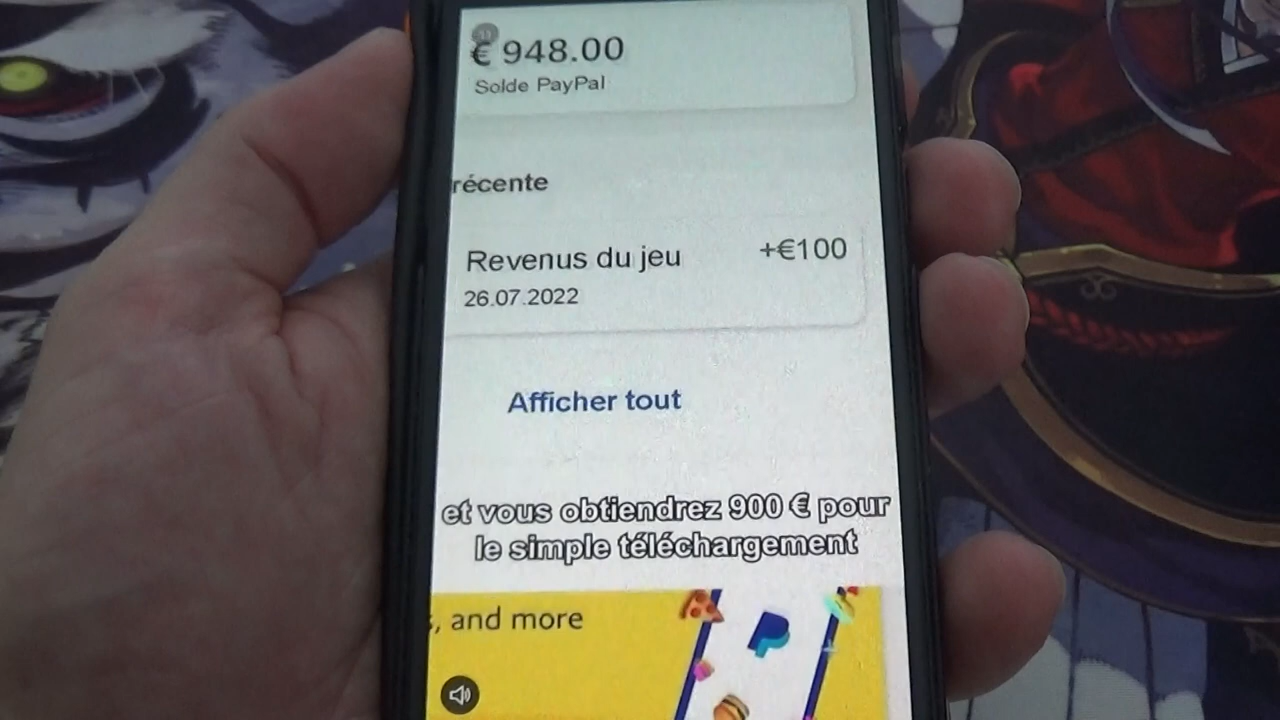 € 948.00
Solde PayPal
récente
Revenus du jeu
+€100
26.07.2022
Afficher tout
et vous obtiendrez 900 € pour
le simple téléchargement
, and more